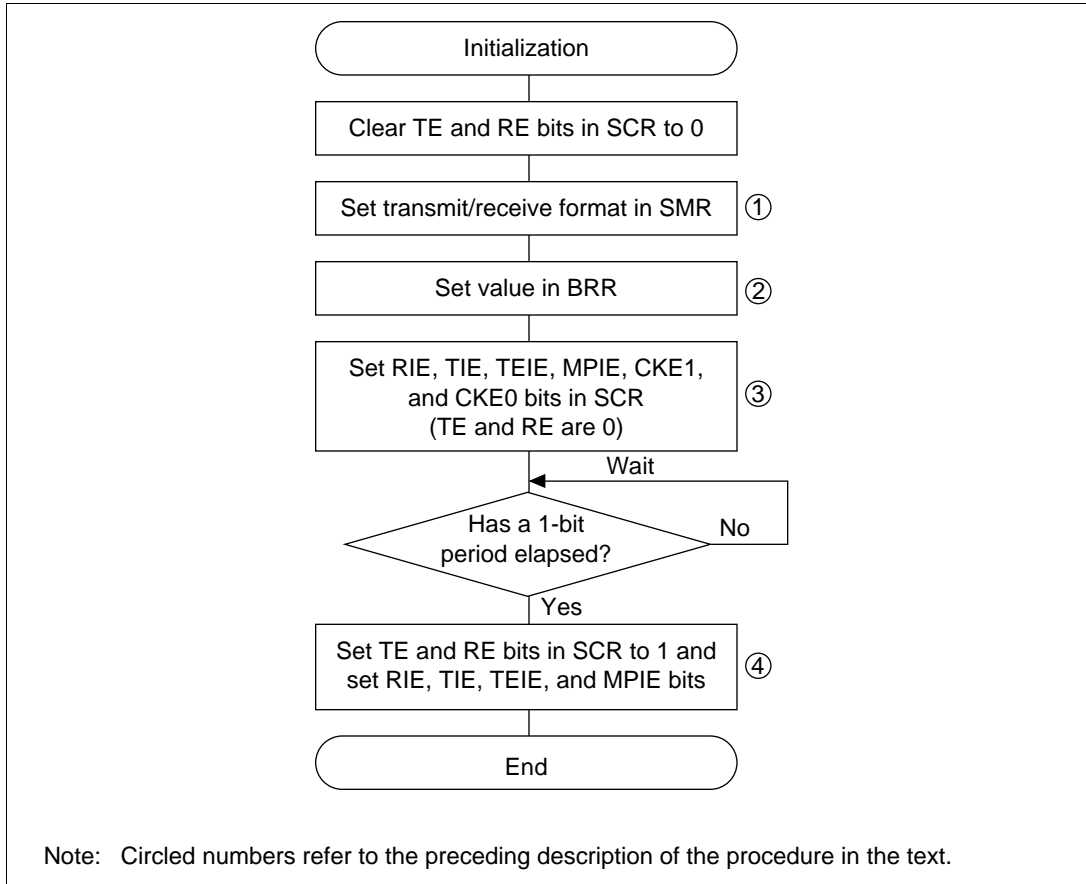 Initialization
Clear TE and RE bits in SCR to 0
Set transmit/receive format in SMR ①
Set value in BRR ②
Set RIE, TIE, TEIE, MPIE, CKE1,
and CKE0 bits in SCR ③
(TE and RE are 0)
Wait
Has a 1-bit
period elapsed?
No
Yes
Set TE and RE bits in SCR to 1 and
set RIE, TIE, TEIE, and MPIE bits ④
End
Note: Circled numbers refer to the preceding description of the procedure in the text.